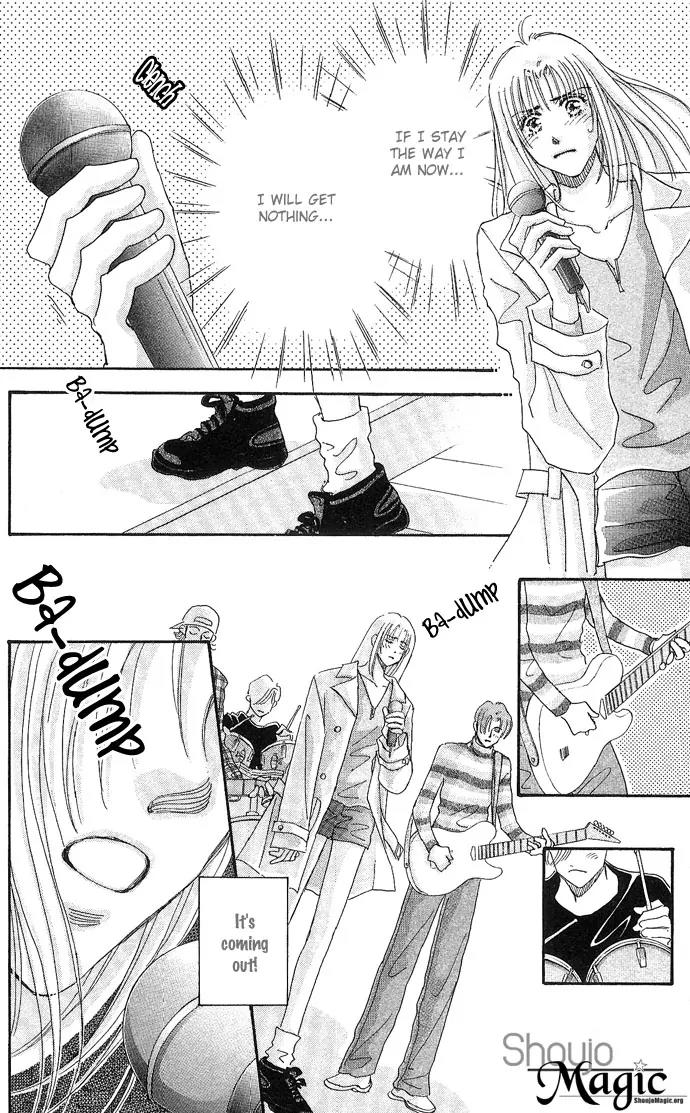 Clench
IF I STAY
THE WAY I
AM NOW...
I WILL GET
NOTHING...
Ba-dump
Ba-dump
Ba-dump
It's
coming
out!
Shoujo
Magic
ShoujoMagic.org